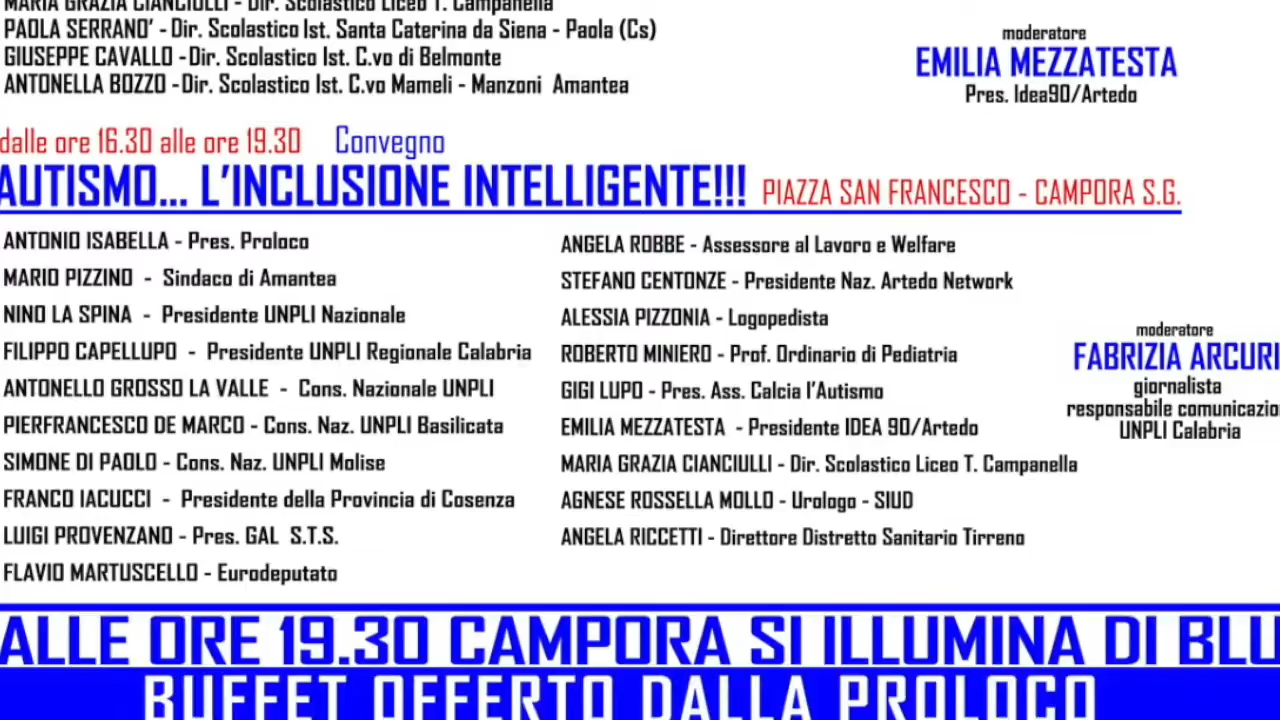 MARIA GRAZIA CIANCIULLI - Dir. Scolastico Liceo T. Campanella
PAOLA SERRANO' - Dir. Scolastico Ist. Santa Caterina da Siena - Paola (Cs)
GIUSEPPE CAVALLO - Dir. Scolastico Ist. C.vo di Belmonte
ANTONELLA BOZZO - Dir. Scolastico Ist. C.vo Mameli - Manzoni Amantea
moderatore
EMILIA MEZZATESTA
Pres. Idea90/Artedo
dalle ore 16.30 alle ore 19.30 Convegno
AUTISMO... L'INCLUSIONE INTELLIGENTE!!! PIAZZA SAN FRANCESCO - CAMPORA S.G.
ANTONIO ISABELLA - Pres. Proloco
MARIO PIZZINO - Sindaco di Amantea
NINO LA SPINA - Presidente UNPLI Nazionale
FILIPPO CAPELLUPO - Presidente UNPLI Regionale Calabria
ANTONELLO GROSSO LA VALLE - Cons. Nazionale UNPLI
PIERFRANCESCO DE MARCO - Cons. Naz. UNPLI Basilicata
SIMONE DI PAOLO - Cons. Naz. UNPLI Molise
FRANCO IACUCCI - Presidente della Provincia di Cosenza
LUIGI PROVENZANO - Pres. GAL S.T.S.
FLAVIO MARTUSCELLO - Eurodeputato
ANGELA ROBBE - Assessore al Lavoro e Welfare
STEFANO CENTONZE - Presidente Naz. Artedo Network
ALESSIA PIZZONIA - Logopedista
ROBERTO MINIERO - Prof. Ordinario di Pediatria
GIGI LUPO - Pres. Ass. Calcia l'Autismo
EMILIA MEZZATESTA - Presidente IDEA 90/Artedo
MARIA GRAZIA CIANCIULLI - Dir. Scolastico Liceo T. Campanella
AGNESE ROSSELLA MOLLO - Urologo - SIUD
ANGELA RICCETTI - Direttore Distretto Sanitario Tirreno
moderatore
FABRIZIA ARCURI
giornalista
responsabile comunicazio
UNPLI Calabria
ALLE ORE 19.30 CAMPORA SI ILLUMINA DI BLU
BUFFET OFFERTO DALLA PROLOCO